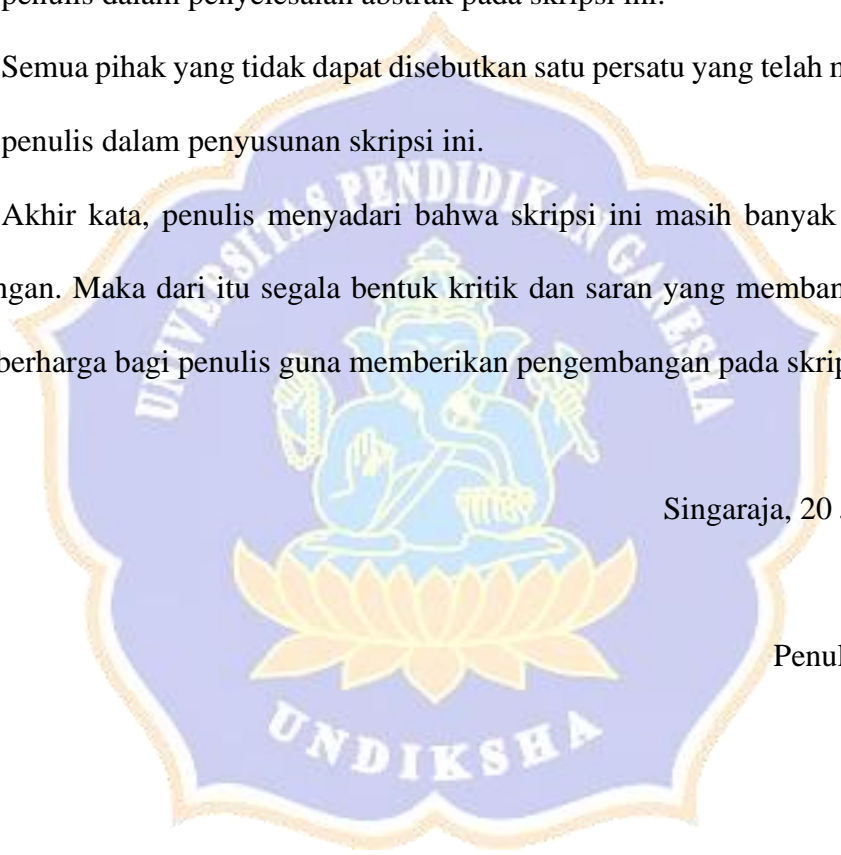 penulis dalam penyelesaian abstrak pada skripsi ini.
Semua pihak yang tidak dapat disebutkan satu persatu yang telah
penulis dalam penyusunan skripsi ini.
Akhir kata, penulis menyadari bahwa skripsi ini masih banyak
ngan. Maka dari itu segala bentuk kritik dan saran yang memban
berharga bagi penulis guna memberikan pengembangan pada skrip
Singaraja, 20
Penul
UNIVERSITAS PENDIDIKAN GANESHA
UNDIKSHA